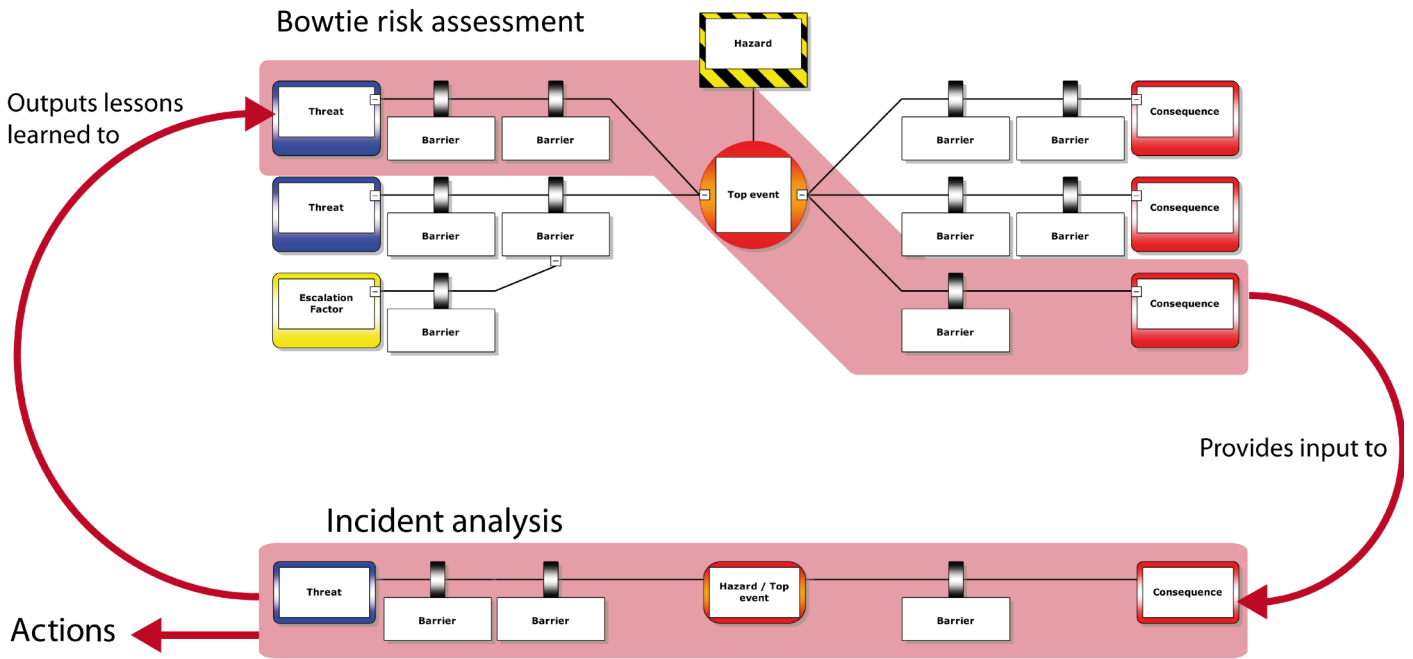 Bowtie risk assessment
Hazard
Outputs lessons
learned to
Threat
Barrier
Barrier
Top event
Barrier
Barrier
Consequence
Threat
Barrier
Barrier
Barrier
Barrier
Consequence
Escalation
Factor
Barrier
Barrier
Consequence
Provides input to
Incident analysis
Threat
Barrier
Barrier
Hazard / Top
event
Barrier
Consequence
Actions